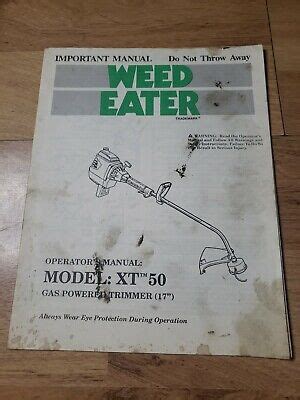 IMPORTANT MANUAL Do Not Throw Away
WEED
EATER
TRADEMARK
WARNING: Read the Operator's
Manual and Follow All Warnings and
Safety Instructions. Failure To Do So
Can Result in Serious Injury.
OPERATOR'S MANUAL:
MODEL: XT™ 50
GAS POWERED TRIMMER (17")
Always Wear Eye Protection During Operation